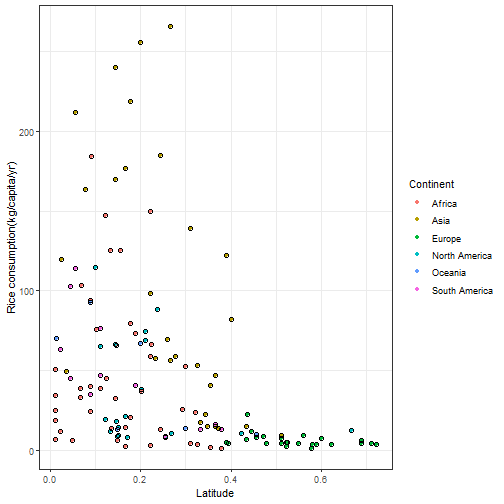 200
100
0
0.0
0.2
0.4
0.6
Rice consumption(kg/capita/yr)
Latitude
Continent
Africa
Asia
Europe
North America
Oceania
South America